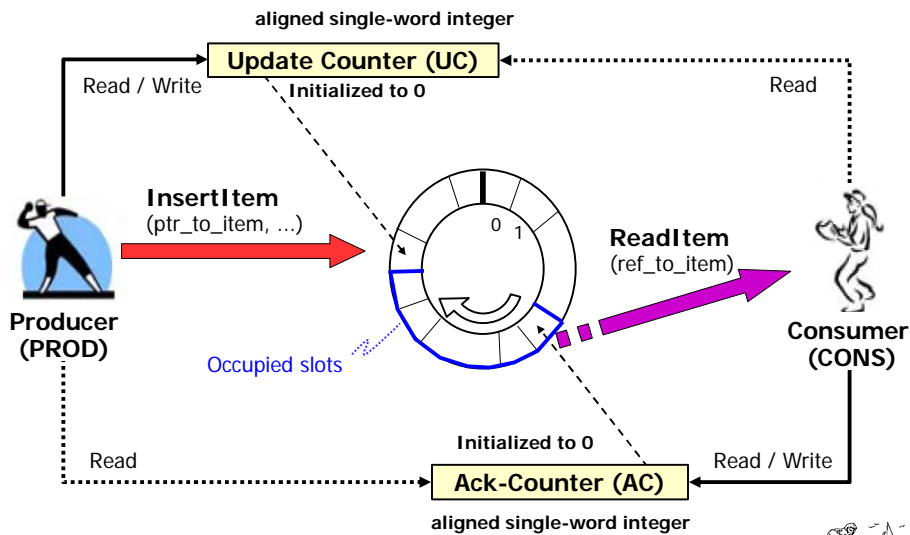 aligned single-word integer
Update Counter (UC)
Read / Write
Initialized to 0
Read
InsertItem
(ptr_to_item, ...)
0
1
ReadItem
(ref_to_item)
Producer
(PROD)
Consumer
(CONS)
Occupied slots
Initialized to 0
Read
Read / Write
Ack-Counter (AC)
aligned single-word integer